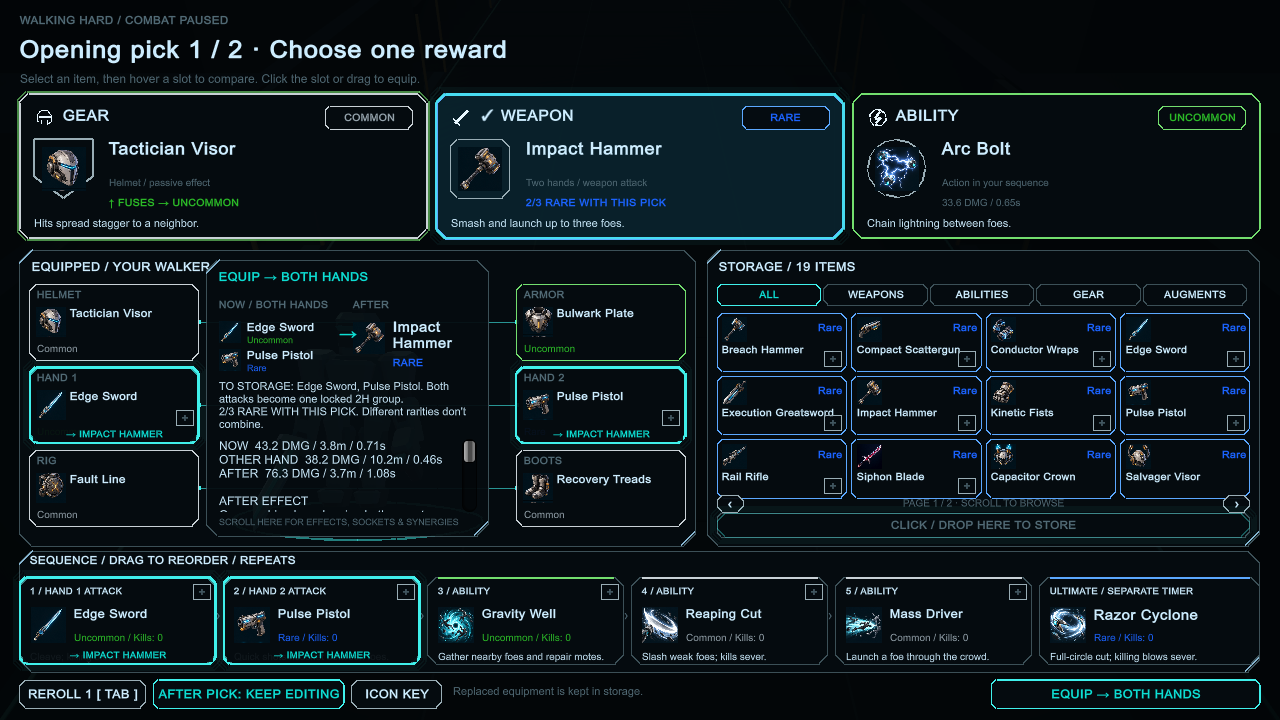 WALKING HARD / COMBAT PAUSED
Opening pick 1 / 2 · Choose one reward
Select an item, then hover a slot to compare. Click the slot or drag to equip.
GEAR
COMMON
Tactician Visor
Helmet / passive effect
↑ FUSES → UNCOMMON
Hits spread stagger to a neighbor.
✓ WEAPON
RARE
Impact Hammer
Two hands / weapon attack
2/3 RARE WITH THIS PICK
Smash and launch up to three foes.
ABILITY
UNCOMMON
Arc Bolt
Action in your sequence
33.6 DMG / 0.65s
Chain lightning between foes.
EQUIPPED / YOUR WALKER
HELMET
Tactician Visor
Common
HAND 1
Edge Sword
→ IMPACT HAMMER
RIG
Fault Line
Common
EQUIP → BOTH HANDS
NOW / BOTH HANDS
AFTER
Edge Sword
Uncommon
Pulse Pistol
Rare
→
Impact
Hammer
RARE
TO STORAGE: Edge Sword, Pulse Pistol. Both
attacks become one locked 2H group.
2/3 RARE WITH THIS PICK. Different rarities don't
combine.
NOW 43.2 DMG / 3.8m / 0.71s
OTHER HAND 38.2 DMG / 10.2m / 0.46s
AFTER 76.3 DMG / 3.7m / 1.08s
AFTER EFFECT
SCROLL HERE FOR EFFECTS, SOCKETS & SYNERGIES
ARMOR
Bulwark Plate
Uncommon
HAND 2
Pulse Pistol
→ IMPACT HAMMER
BOOTS
Recovery Treads
Common
STORAGE / 19 ITEMS
ALL
WEAPONS
ABILITIES
GEAR
AUGMENTS
Rare
Breach Hammer
Rare
Compact Scattergun
Rare
Conductor Wraps
Rare
Edge Sword
Rare
Execution Greatsword
Rare
Impact Hammer
Rare
Kinetic Fists
Rare
Pulse Pistol
Rare
Rail Rifle
Rare
Siphon Blade
Rare
Capacitor Crown
Rare
Salvager Visor
‹
PAGE 1 / 2 · SCROLL TO BROWSE
›
CLICK / DROP HERE TO STORE
SEQUENCE / DRAG TO REORDER / REPEATS
1 / HAND 1 ATTACK
Edge Sword
Uncommon / Kills: 0
→ IMPACT HAMMER
2 / HAND 2 ATTACK
Pulse Pistol
Rare / Kills: 0
→ IMPACT HAMMER
3 / ABILITY
Gravity Well
Uncommon / Kills: 0
Gather nearby foes and repair motes.
4 / ABILITY
Reaping Cut
Common / Kills: 0
Slash weak foes; kills sever.
5 / ABILITY
Mass Driver
Common / Kills: 0
Launch a foe through the crowd.
ULTIMATE / SEPARATE TIMER
Razor Cyclone
Rare / Kills: 0
Full-circle cut; killing blows sever.
REROLL 1 [ TAB ]
AFTER PICK: KEEP EDITING
ICON KEY
Replaced equipment is kept in storage.
EQUIP → BOTH HANDS